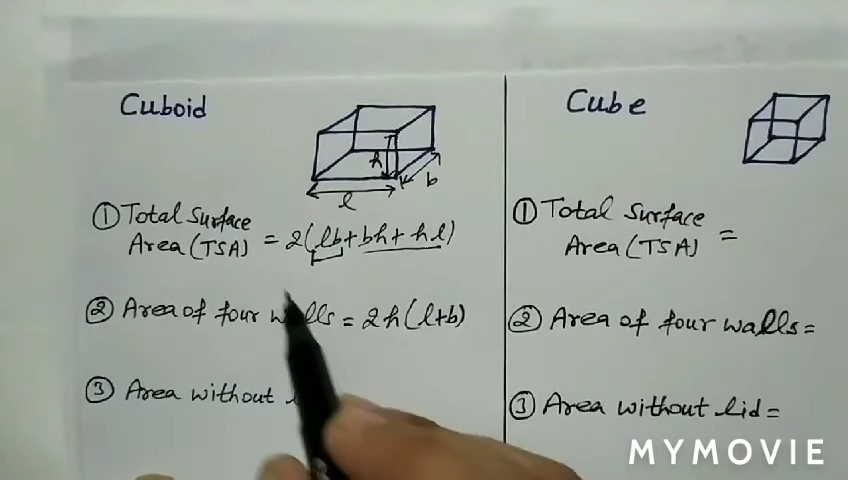 Cuboid
h
b
l
① Total Surface
Area (TSA) = 2(lb+bh+hl)
② Area of four walls = 2h(l+b)
③ Area without
Cube
① Total Surface
Area (TSA) =
② Area of four walls =
③ Area without lid =
MYMOVIE